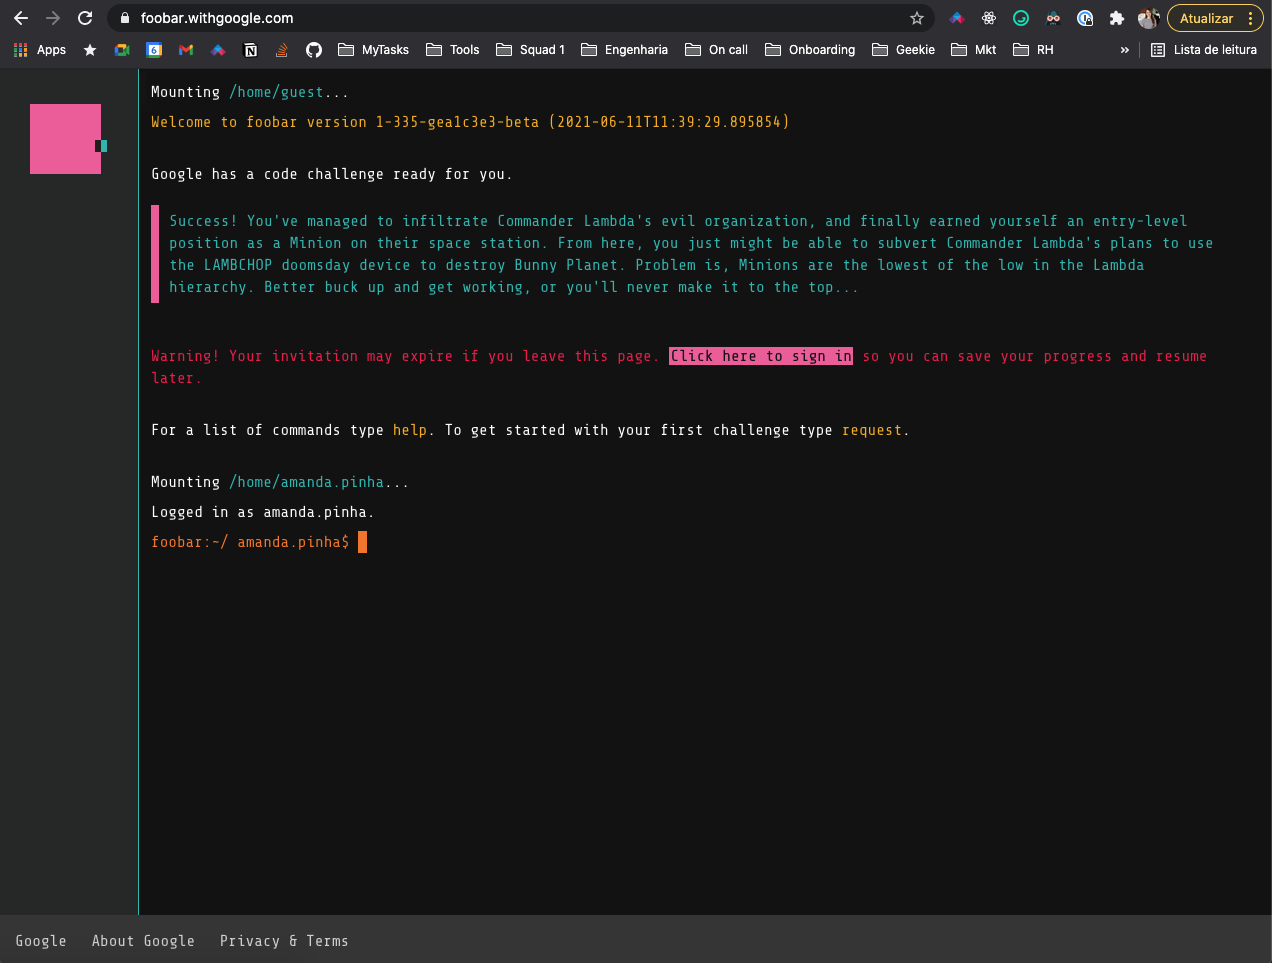 foobar.withgoogle.com
Atualizar
Apps
6
MyTasks
Tools
Squad 1
Engenharia
On call
Onboarding
Geekie
Mkt
RH
»
Lista de leitura
Mounting /home/guest...
Welcome to foobar version 1-335-gea1c3e3-beta (2021-06-11T11:39:29.895854)
Google has a code challenge ready for you.
Success! You've managed to infiltrate Commander Lambda's evil organization, and finally earned yourself an entry-level
position as a Minion on their space station. From here, you just might be able to subvert Commander Lambda's plans to use
the LAMBCHOP doomsday device to destroy Bunny Planet. Problem is, Minions are the lowest of the low in the Lambda
hierarchy. Better buck up and get working, or you'll never make it to the top...
Warning! Your invitation may expire if you leave this page. Click here to sign in so you can save your progress and resume
later.
For a list of commands type help. To get started with your first challenge type request.
Mounting /home/amanda.pinha...
Logged in as amanda.pinha.
foobar:~/ amanda.pinha$
Google
About Google
Privacy & Terms